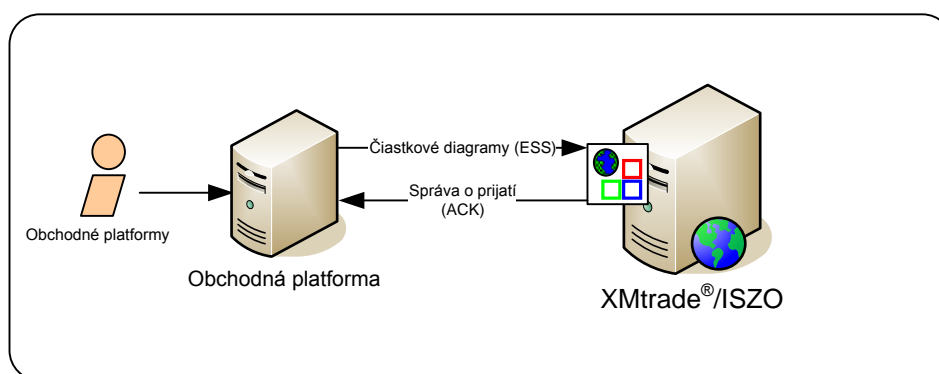 Čiastkové diagramy (ESS)
Správa o prijatí
(ACK)
Obchodné platformy
Obchodná platforma
XMtrade®/ISZO